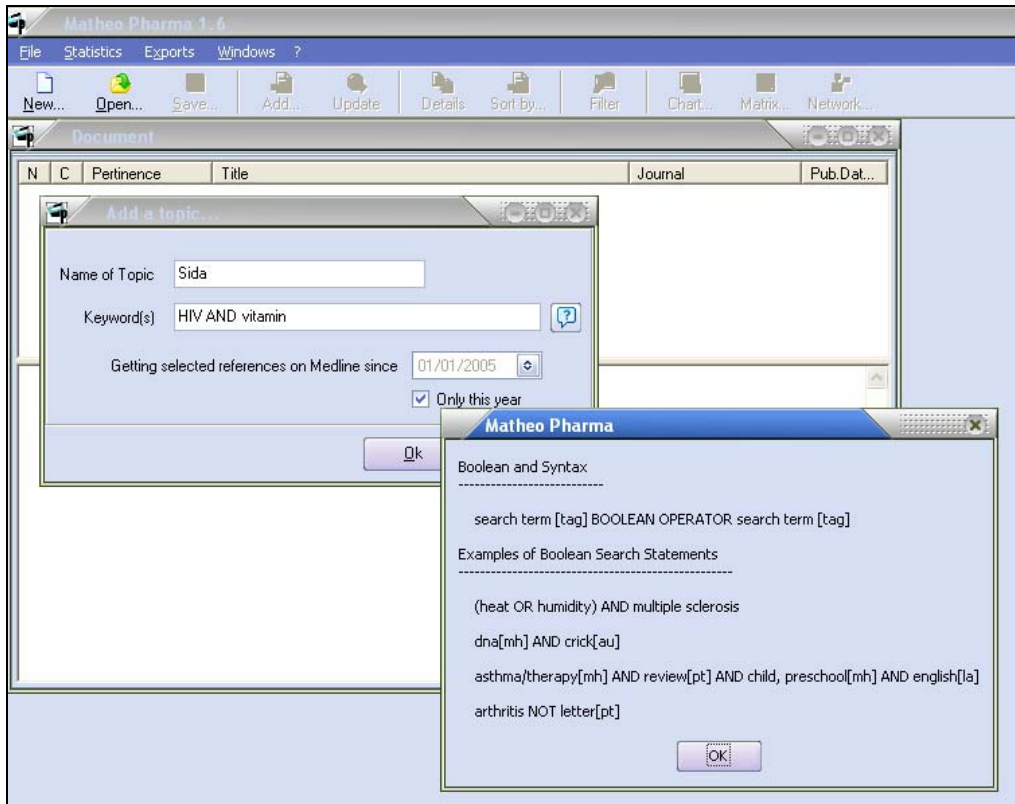 Matheo Pharma 1.6
File Statistics Exports Windows ?
New... Open... Save... Add... Update Details Sort by... Filter Chart... Matrix... Network...
Document
N C Pertinence Title Journal Pub.Dat...
Add a topic...
Name of Topic Sida
Keyword(s) HIV AND vitamin
Getting selected references on Medline since 01/01/2005
Only this year
Ok
Matheo Pharma
Boolean and Syntax
---------------------------
search term [tag] BOOLEAN OPERATOR search term [tag]
Examples of Boolean Search Statements
---------------------------------------------------
(heat OR humidity) AND multiple sclerosis
dna[mh] AND crick[au]
asthma/therapy[mh] AND review[pt] AND child, preschool[mh] AND english[la]
arthritis NOT letter[pt]
OK